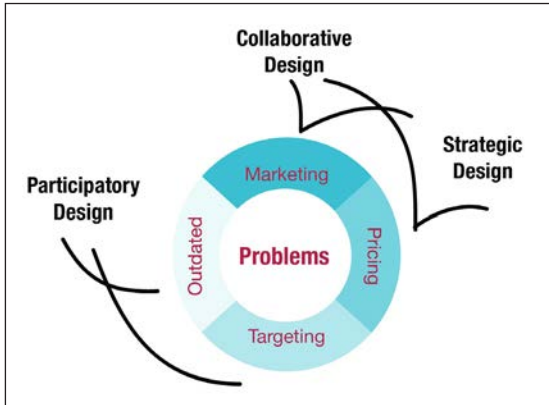 Collaborative
Design
Strategic
Design
Participatory
Design
Marketing
Outdated
Problems
Pricing
Targeting